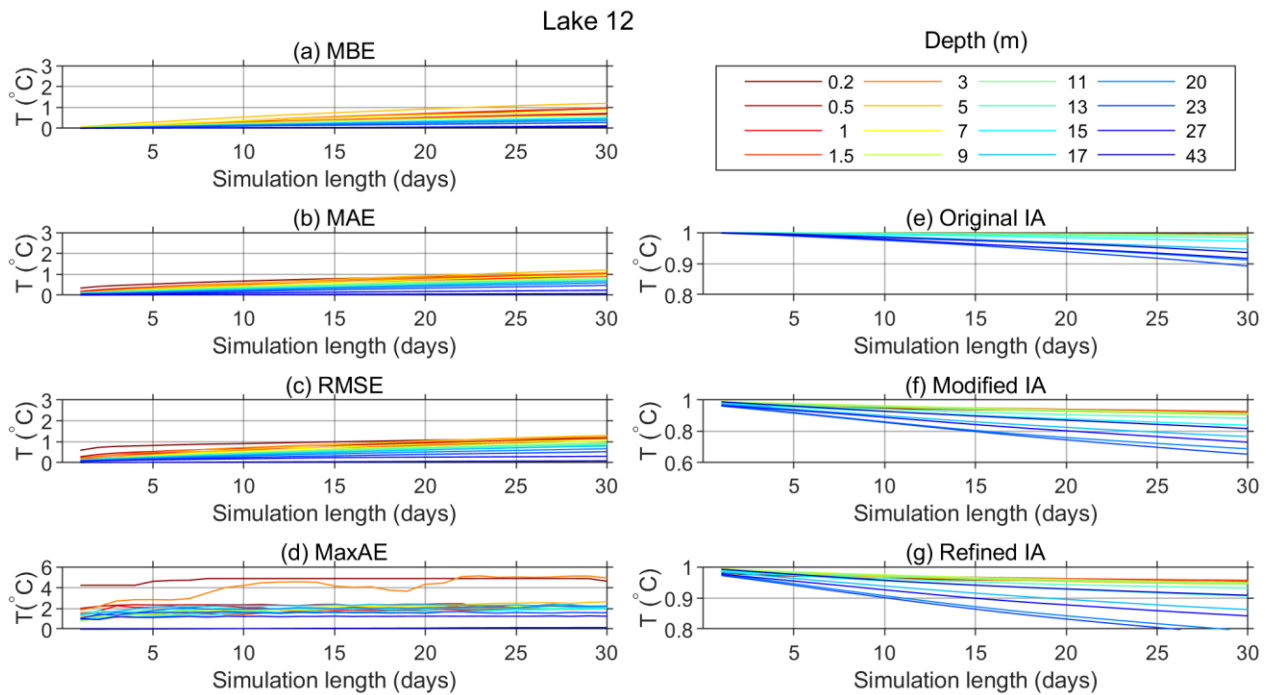 Lake 12
(a) MBE
T (°C)
3
2
1
0
5 10 15 20 25 30
Simulation length (days)
Depth (m)
0.2 3 11 20
0.5 5 13 23
1 7 15 27
1.5 9 17 43
(b) MAE
T (°C)
3
2
1
0
5 10 15 20 25 30
Simulation length (days)
(e) Original IA
T (°C)
1
0.9
0.8
5 10 15 20 25 30
Simulation length (days)
(c) RMSE
T (°C)
3
2
1
0
5 10 15 20 25 30
Simulation length (days)
(f) Modified IA
T (°C)
1
0.8
0.6
5 10 15 20 25 30
Simulation length (days)
(d) MaxAE
T (°C)
6
4
2
0
5 10 15 20 25 30
Simulation length (days)
(g) Refined IA
T (°C)
1
0.9
0.8
5 10 15 20 25 30
Simulation length (days)